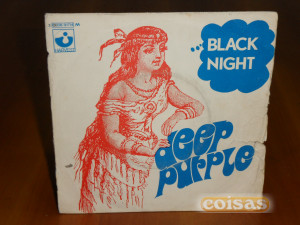 ...BLACK
NIGHT
deep
purple
coisas